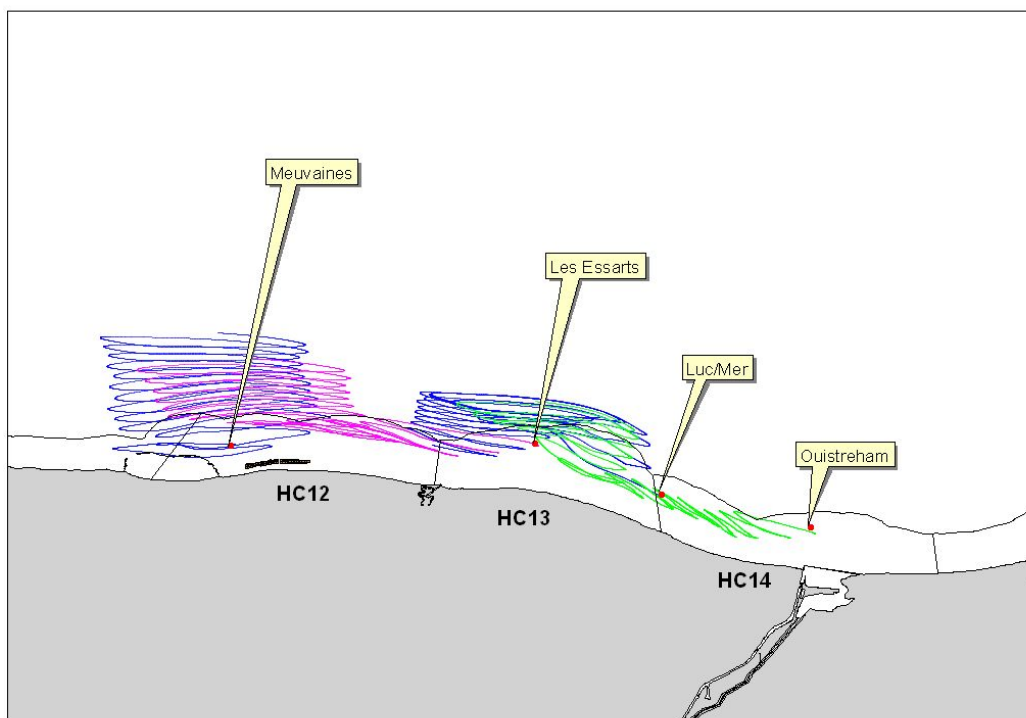 Meuvaines
Les Essarts
Luc/Mer
Ouistreham
HC12
HC13
HC14